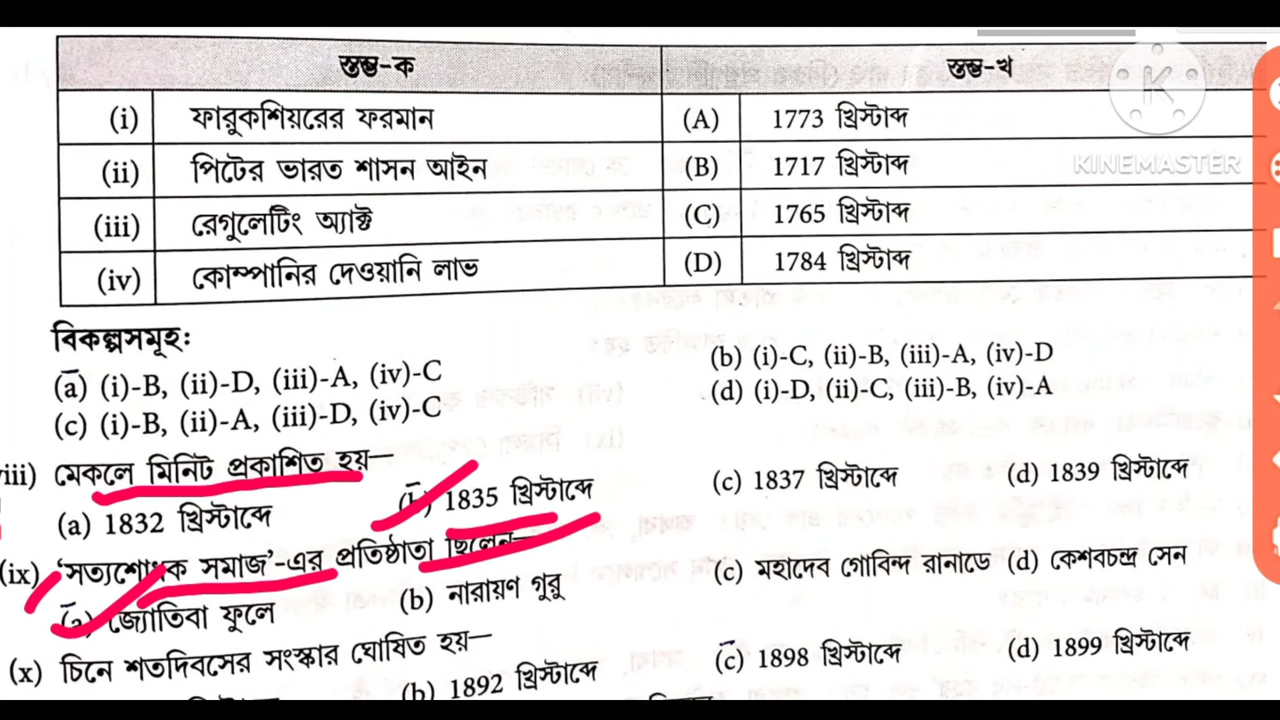 স্তম্ভ-ক স্তম্ভ-খ
(i) ফারুকশিয়রের ফরমান (A) 1773 খ্রিস্টাব্দ
(ii) পিটের ভারত শাসন আইন (B) 1717 খ্রিস্টাব্দ
(iii) রেগুলেটিং অ্যাক্ট (C) 1765 খ্রিস্টাব্দ
(iv) কোম্পানির দেওয়ানি লাভ (D) 1784 খ্রিস্টাব্দ
K
KINEMASTER
বিকল্পসমূহঃ
(a) (i)-B, (ii)-D, (iii)-A, (iv)-C (b) (i)-C, (ii)-B, (iii)-A, (iv)-D
(c) (i)-B, (ii)-A, (iii)-D, (iv)-C (d) (i)-D, (ii)-C, (iii)-B, (iv)-A
viii) মেকলে মিনিট প্রকাশিত হয়—
(a) 1832 খ্রিস্টাব্দে (b) 1835 খ্রিস্টাব্দে (c) 1837 খ্রিস্টাব্দে (d) 1839 খ্রিস্টাব্দে
(ix) ‘সত্যশোধক সমাজ’-এর প্রতিষ্ঠাতা ছিলেন—
(a) জ্যোতিবা ফুলে (b) নারায়ণ গুরু (c) মহাদেব গোবিন্দ রানাডে (d) কেশবচন্দ্র সেন
(x) চিনে শতদিবসের সংস্কার ঘোষিত হয়—
(b) 1892 খ্রিস্টাব্দে (c) 1898 খ্রিস্টাব্দে (d) 1899 খ্রিস্টাব্দে